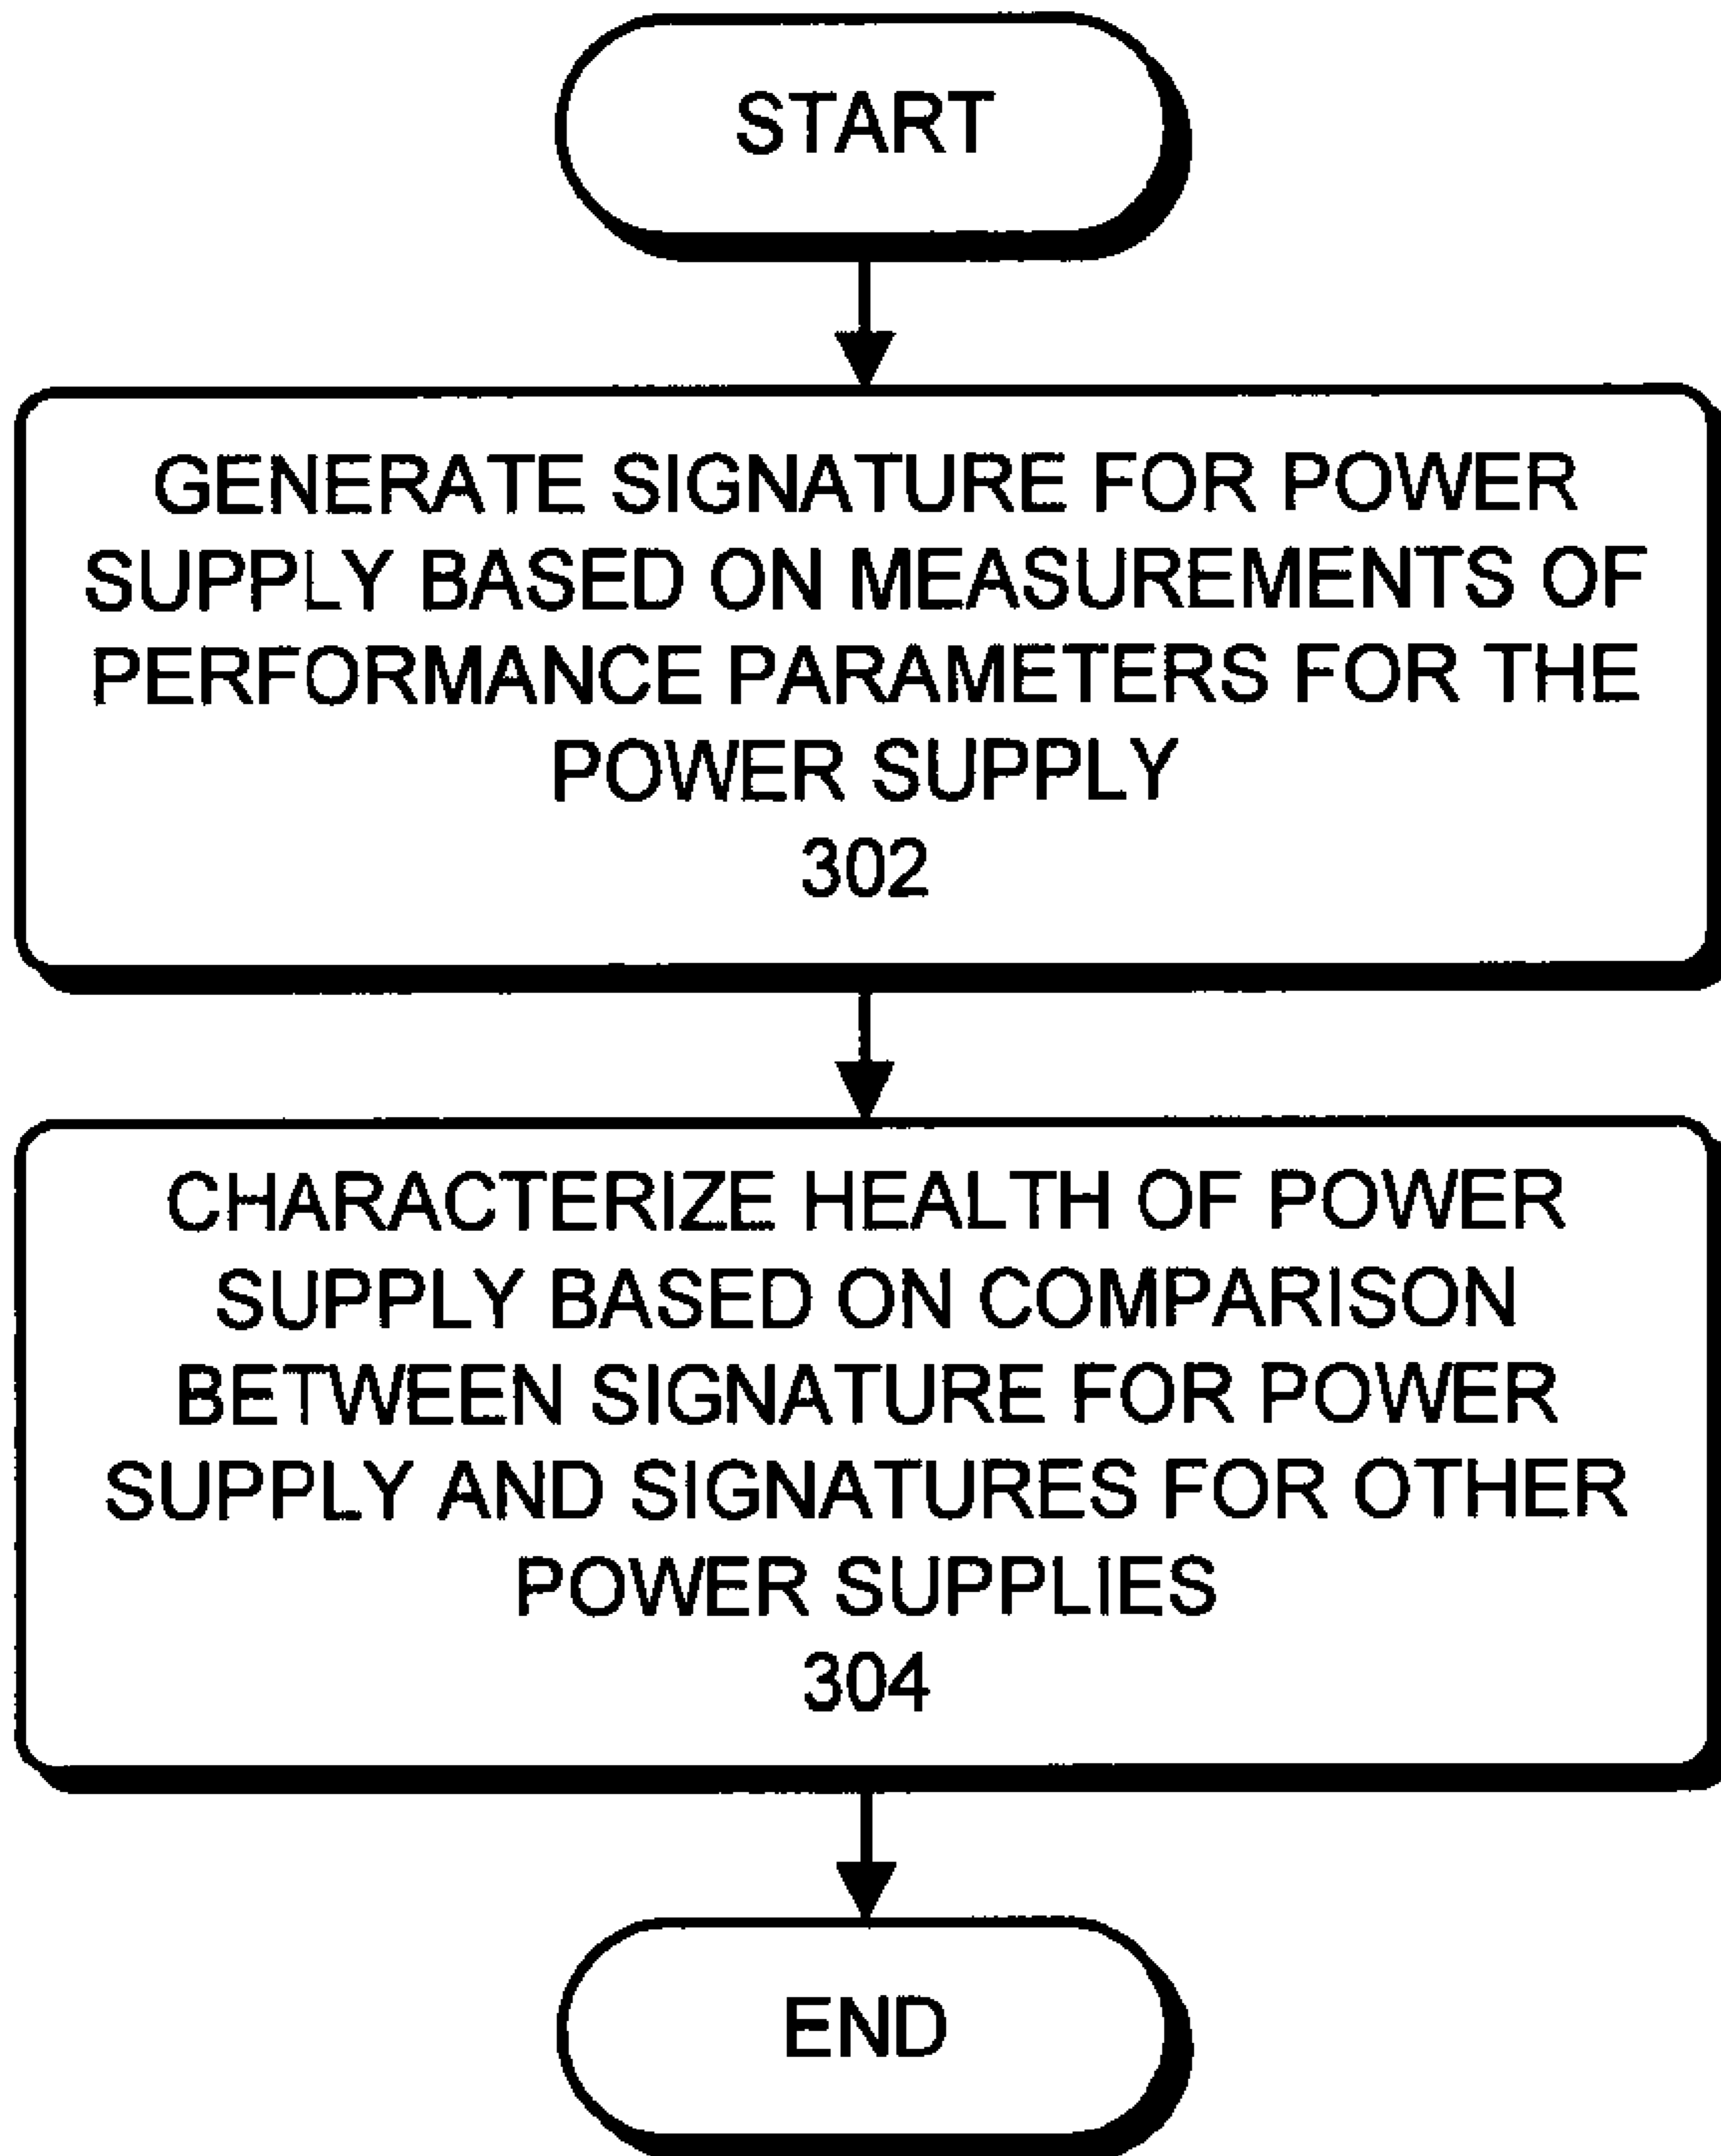 START
GENERATE SIGNATURE FOR POWER
SUPPLY BASED ON MEASUREMENTS OF
PERFORMANCE PARAMETERS FOR THE
POWER SUPPLY
302
CHARACTERIZE HEALTH OF POWER
SUPPLY BASED ON COMPARISON
BETWEEN SIGNATURE FOR POWER
SUPPLY AND SIGNATURES FOR OTHER
POWER SUPPLIES
304
END